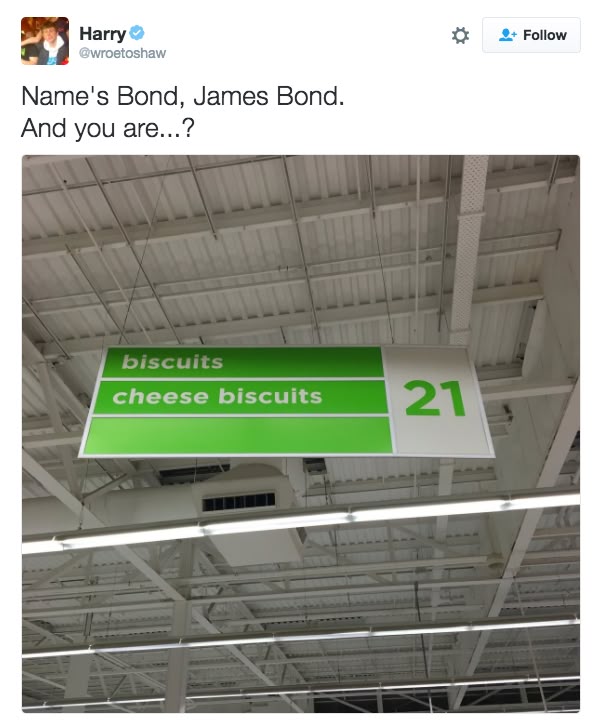 Harry
@wroetoshaw
Follow
Name's Bond, James Bond.
And you are...?
biscuits
cheese biscuits
21